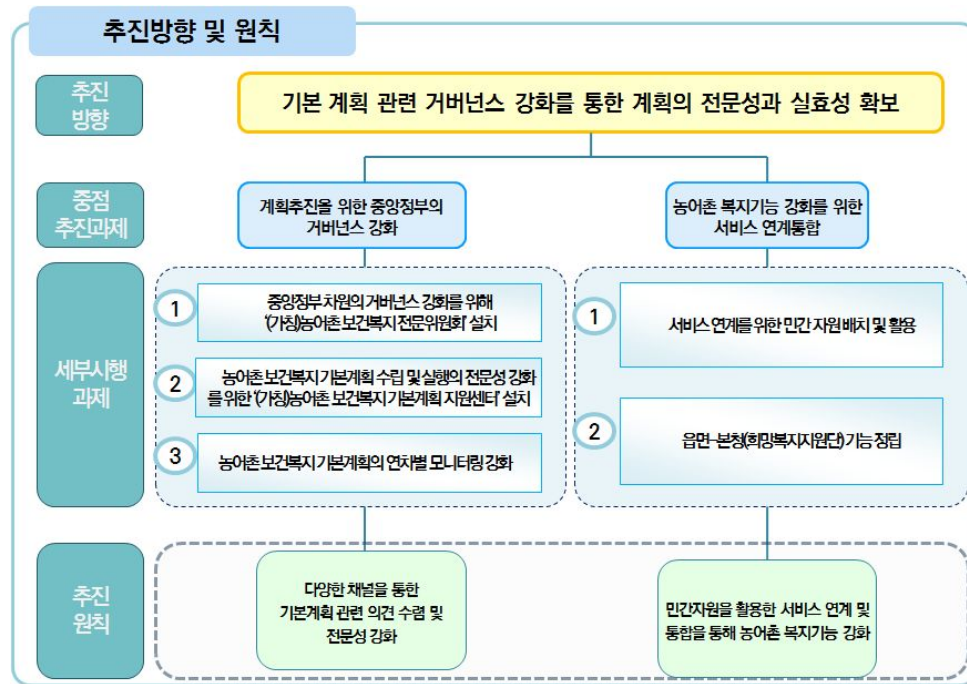 추진방향 및 원칙
추진
방향
기본 계획 관련 거버넌스 강화를 통한 계획의 전문성과 실효성 확보
중점
추진과제
계획추진을 위한 중앙정부의
거버넌스 강화
농어촌 복지기능 강화를 위한
서비스 연계통합
세부시행
과제
1
중앙정부 차원의 거버넌스 강화를 위해
'(가칭)농어촌 보건복지 전문위원회' 설치
2
농어촌 보건복지 기본계획 수립 및 실행의 전문성 강화
를 위한 '(가칭)농어촌 보건복지 기본계획 지원센터' 설치
3
농어촌 보건복지 기본계획의 연차별 모니터링 강화
1
서비스 연계를 위한 민간 자원 배치 및 활용
2
읍면-본청(희망복지지원단) 기능 정립
추진
원칙
다양한 채널을 통한
기본계획 관련 의견 수렴 및
전문성 강화
민간자원을 활용한 서비스 연계 및
통합을 통해 농어촌 복지기능 강화